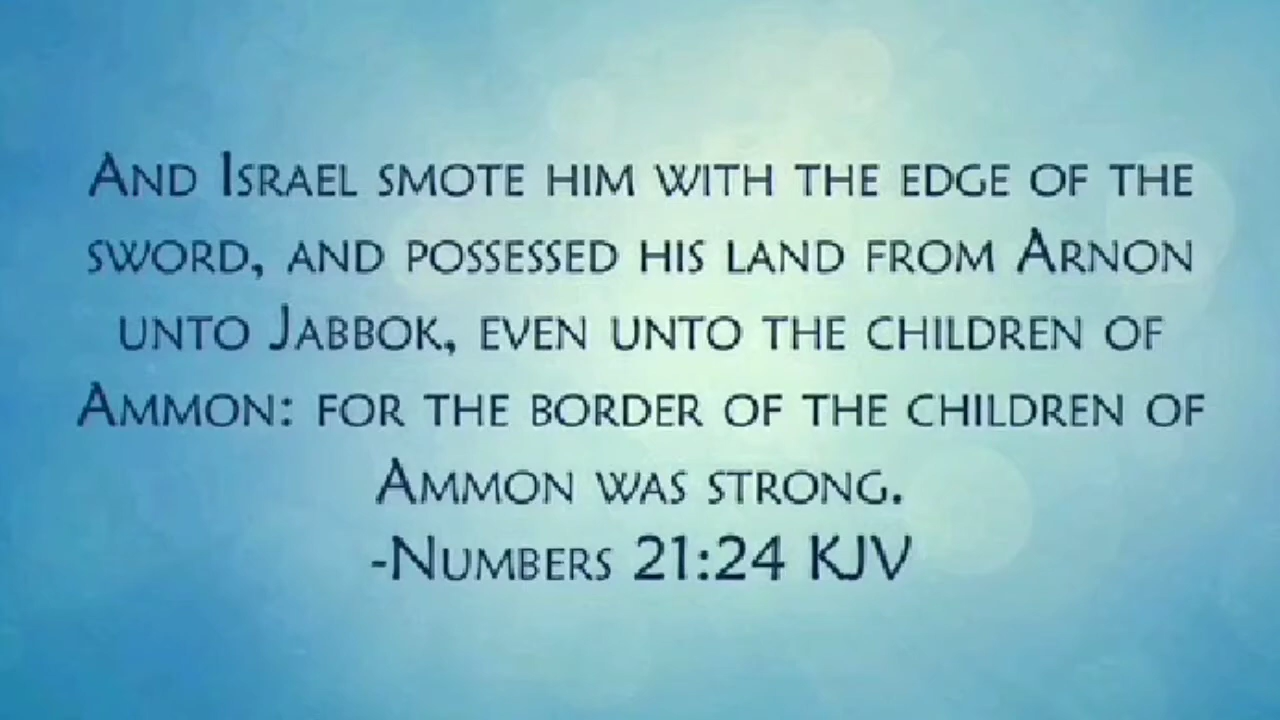 And Israel smote him with the edge of the
sword, and possessed his land from Arnon
unto Jabbok, even unto the children of
Ammon: for the border of the children of
Ammon was strong.
-Numbers 21:24 KJV